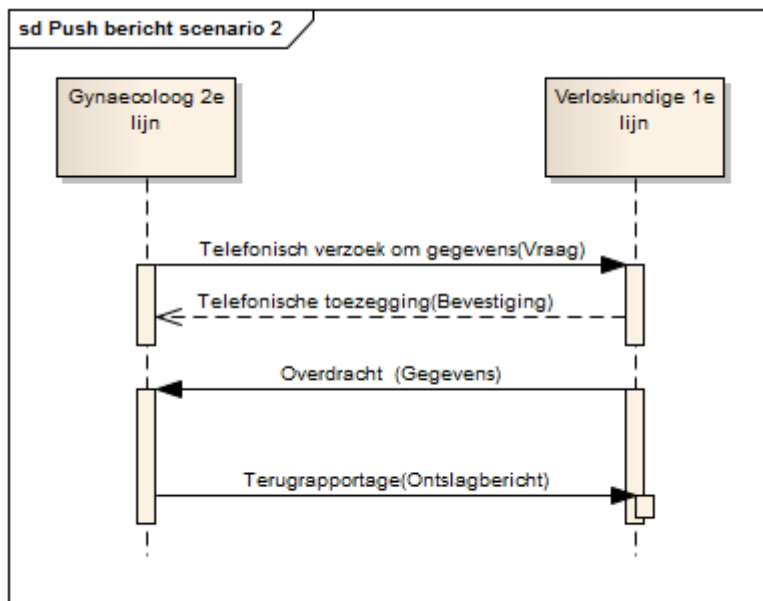 sd Push bericht scenario 2
Gynaecoloog 2e
lijn
Verloskundige 1e
lijn
Telefonisch verzoek om gegevens(Vraag)
Telefonische toezegging(Bevestiging)
Overdracht  (Gegevens)
Terugrapportage(Ontslagbericht)